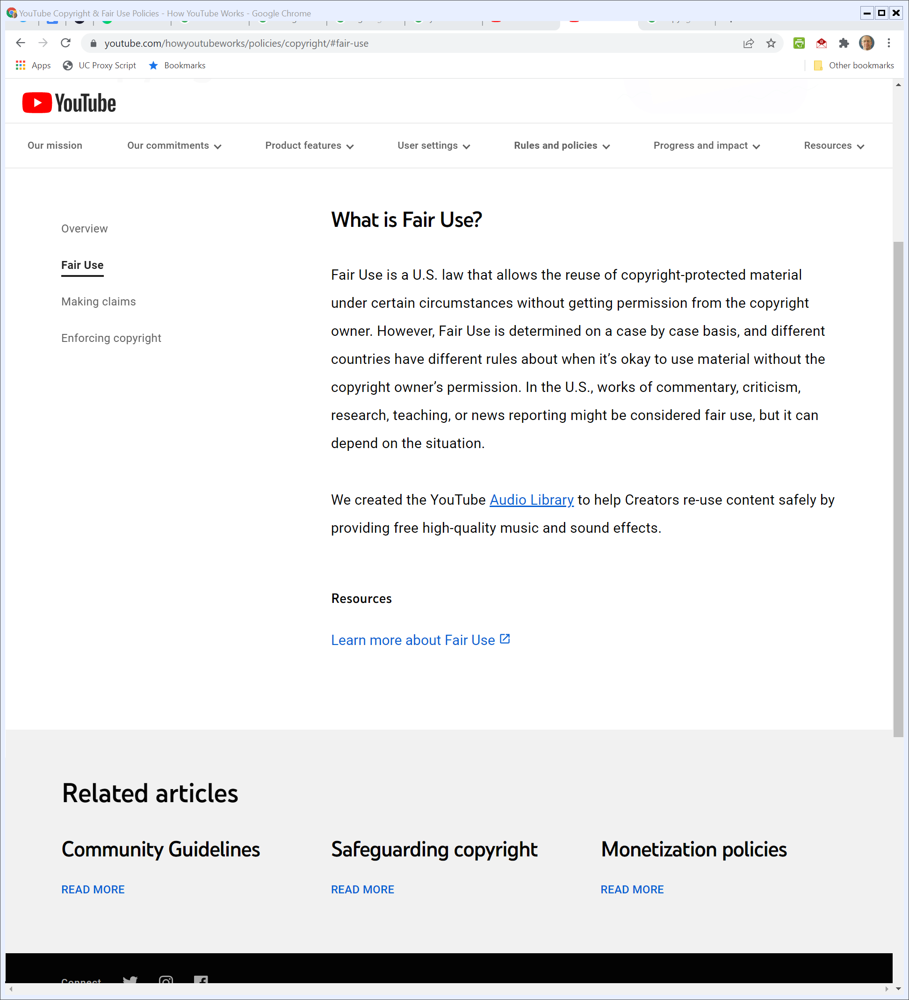 YouTube Copyright & Fair Use Policies - How YouTube Works - Google Chrome
youtube.com/howyoutubeworks/policies/copyright/#fair-use
Apps UC Proxy Script Bookmarks Other bookmarks
YouTube
Our mission Our commitments Product features User settings Rules and policies Progress and impact Resources
Overview
Fair Use
Making claims
Enforcing copyright
What is Fair Use?
Fair Use is a U.S. law that allows the reuse of copyright-protected material
under certain circumstances without getting permission from the copyright
owner. However, Fair Use is determined on a case by case basis, and different
countries have different rules about when it’s okay to use material without the
copyright owner’s permission. In the U.S., works of commentary, criticism,
research, teaching, or news reporting might be considered fair use, but it can
depend on the situation.
We created the YouTube Audio Library to help Creators re-use content safely by
providing free high-quality music and sound effects.
Resources
Learn more about Fair Use
Related articles
Community Guidelines
READ MORE
Safeguarding copyright
READ MORE
Monetization policies
READ MORE
Connect